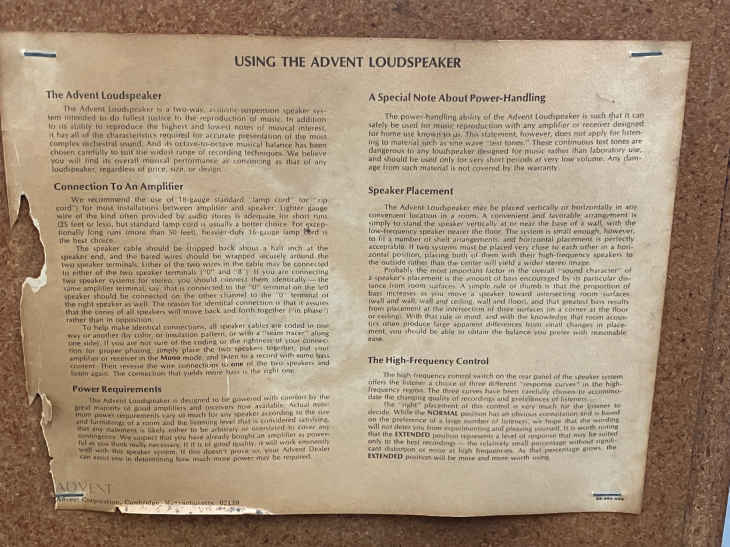 USING THE ADVENT LOUDSPEAKER
The Advent Loudspeaker
The Advent Loudspeaker is a two-way, acoustic-suspension speaker sys-
tem intended to do fullest justice to the reproduction of music. In addition
to its ability to reproduce the highest and lowest notes of musical interest,
it has all of the characteristics required for accurate presentation of the most
complex orchestral sound. And its octave-to-octave musical balance has been
chosen carefully to suit the widest range of recording techniques. We believe
you will find its overall musical performance as convincing as that of any
loudspeaker, regardless of price, size, or design.
Connection To An Amplifier
We recommend the use of 18-gauge standard "lamp cord" (or "zip
cord") for most installations between amplifier and speaker. Lighter gauge
wire of the kind often provided by audio stores is adequate for short runs
(25 feet or less), but standard lamp cord is usually a better choice. For excep-
tionally long runs (more than 50 feet), heavier-duty 16-gauge lamp cord is
the best choice.
The speaker cable should be stripped back about a half inch at the
speaker end, and the bared wires should be wrapped securely around the
two speaker terminals. Either of the two wires in the cable may be connected
to either of the two speaker terminals ("0" and "8"). If you are connecting
two speaker systems for stereo, you should connect them identically — the
same amplifier terminal, say, that is connected to the "0" terminal on the left
speaker should be connected on the other channel to the "0" terminal of
the right speaker as well. The reason for identical connection is that it assures
that the cones of all speakers will move back and forth together ("in phase")
rather than in opposition.
To help make identical connections, all speaker cables are coded in one
way or another (by color, or insulation pattern, or with a "seam tracer" along
one side). If you are not sure of the coding or the rightness of your connec-
tion for proper phasing, simply place the two speakers together, put your
amplifier or receiver in the Mono mode, and listen to a record with some bass
content. Then reverse the wire connections to one of the two speakers and
listen again. The connection that yields more bass is the right one.
Power Requirements
The Advent Loudspeaker is designed to be powered with comfort by the
great majority of good amplifiers and receivers now available. Actual mini-
mum power requirements vary so much for any speaker according to the size
and furnishings of a room and the listening level that is considered satisfying,
that any statement is likely either to be arbitrary or overstated to cover any
contingency. We suspect that you have already bought an amplifier as power-
ful as you think really necessary. If it is of good quality, it will work eminently
well with this speaker system. If this doesn't prove so, your Advent Dealer
can assist you in determining how much more power may be required.
ADVENT
Advent Corporation, Cambridge, Massachusetts 02139
A Special Note About Power-Handling
The power-handling ability of the Advent Loudspeaker is such that it can
safely be used for music reproduction with any amplifier or receiver designed
for home use known to us. This statement, however, does not apply for listen-
ing to material such as sine wave "test tones." These continuous test tones are
dangerous to any loudspeaker designed for music rather than laboratory use,
and should be used only for very short periods at very low volume. Any dam-
age from such material is not covered by the warranty.
Speaker Placement
The Advent Loudspeaker may be placed vertically or horizontally in any
convenient location in a room. A convenient and favorable arrangement is
simply to stand the speaker vertically at or near the base of a wall, with the
low-frequency speaker nearer the floor. The system is small enough, however,
to fit a number of shelf arrangements, and horizontal placement is perfectly
acceptable. If two systems must be placed very close to each other in a hori-
zontal position, placing both of them with their high-frequency speakers to
the outside rather than the center will yield a wider stereo image.
Probably the most important factor in the overall "sound character" of
a speaker's placement is the amount of bass encouraged by its particular dis-
tance from room surfaces. A simple rule of thumb is that the proportion of
bass increases as you move a speaker toward intersecting room surfaces
(wall and wall, wall and ceiling, wall and floor), and that greatest bass results
from placement at the intersection of three surfaces (in a corner at the floor
or ceiling). With that rule in mind, and with the knowledge that room acous-
tics often produce large apparent differences from small changes in place-
ment, you should be able to obtain the balance you prefer with reasonable
ease.
The High-Frequency Control
The high-frequency control switch on the rear panel of the speaker system
offers the listener a choice of three different "response curves" in the high-
frequency region. The three curves have been carefully chosen to accommo-
date the changing quality of recordings and preferences of listeners.
The "right" placement of this control is very much for the listener to
decide. While the NORMAL position has an obvious connotation and is based
on the preference of a large number of listeners, we hope that the wording
will not deter you from experimenting and pleasing yourself. It is worth noting
that the EXTENDED position represents a level of response that may be suited
only to the best recordings — the relatively small percentage without signifi-
cant distortion or noise at high frequencies. As that percentage grows, the
EXTENDED position will be more and more worth using.